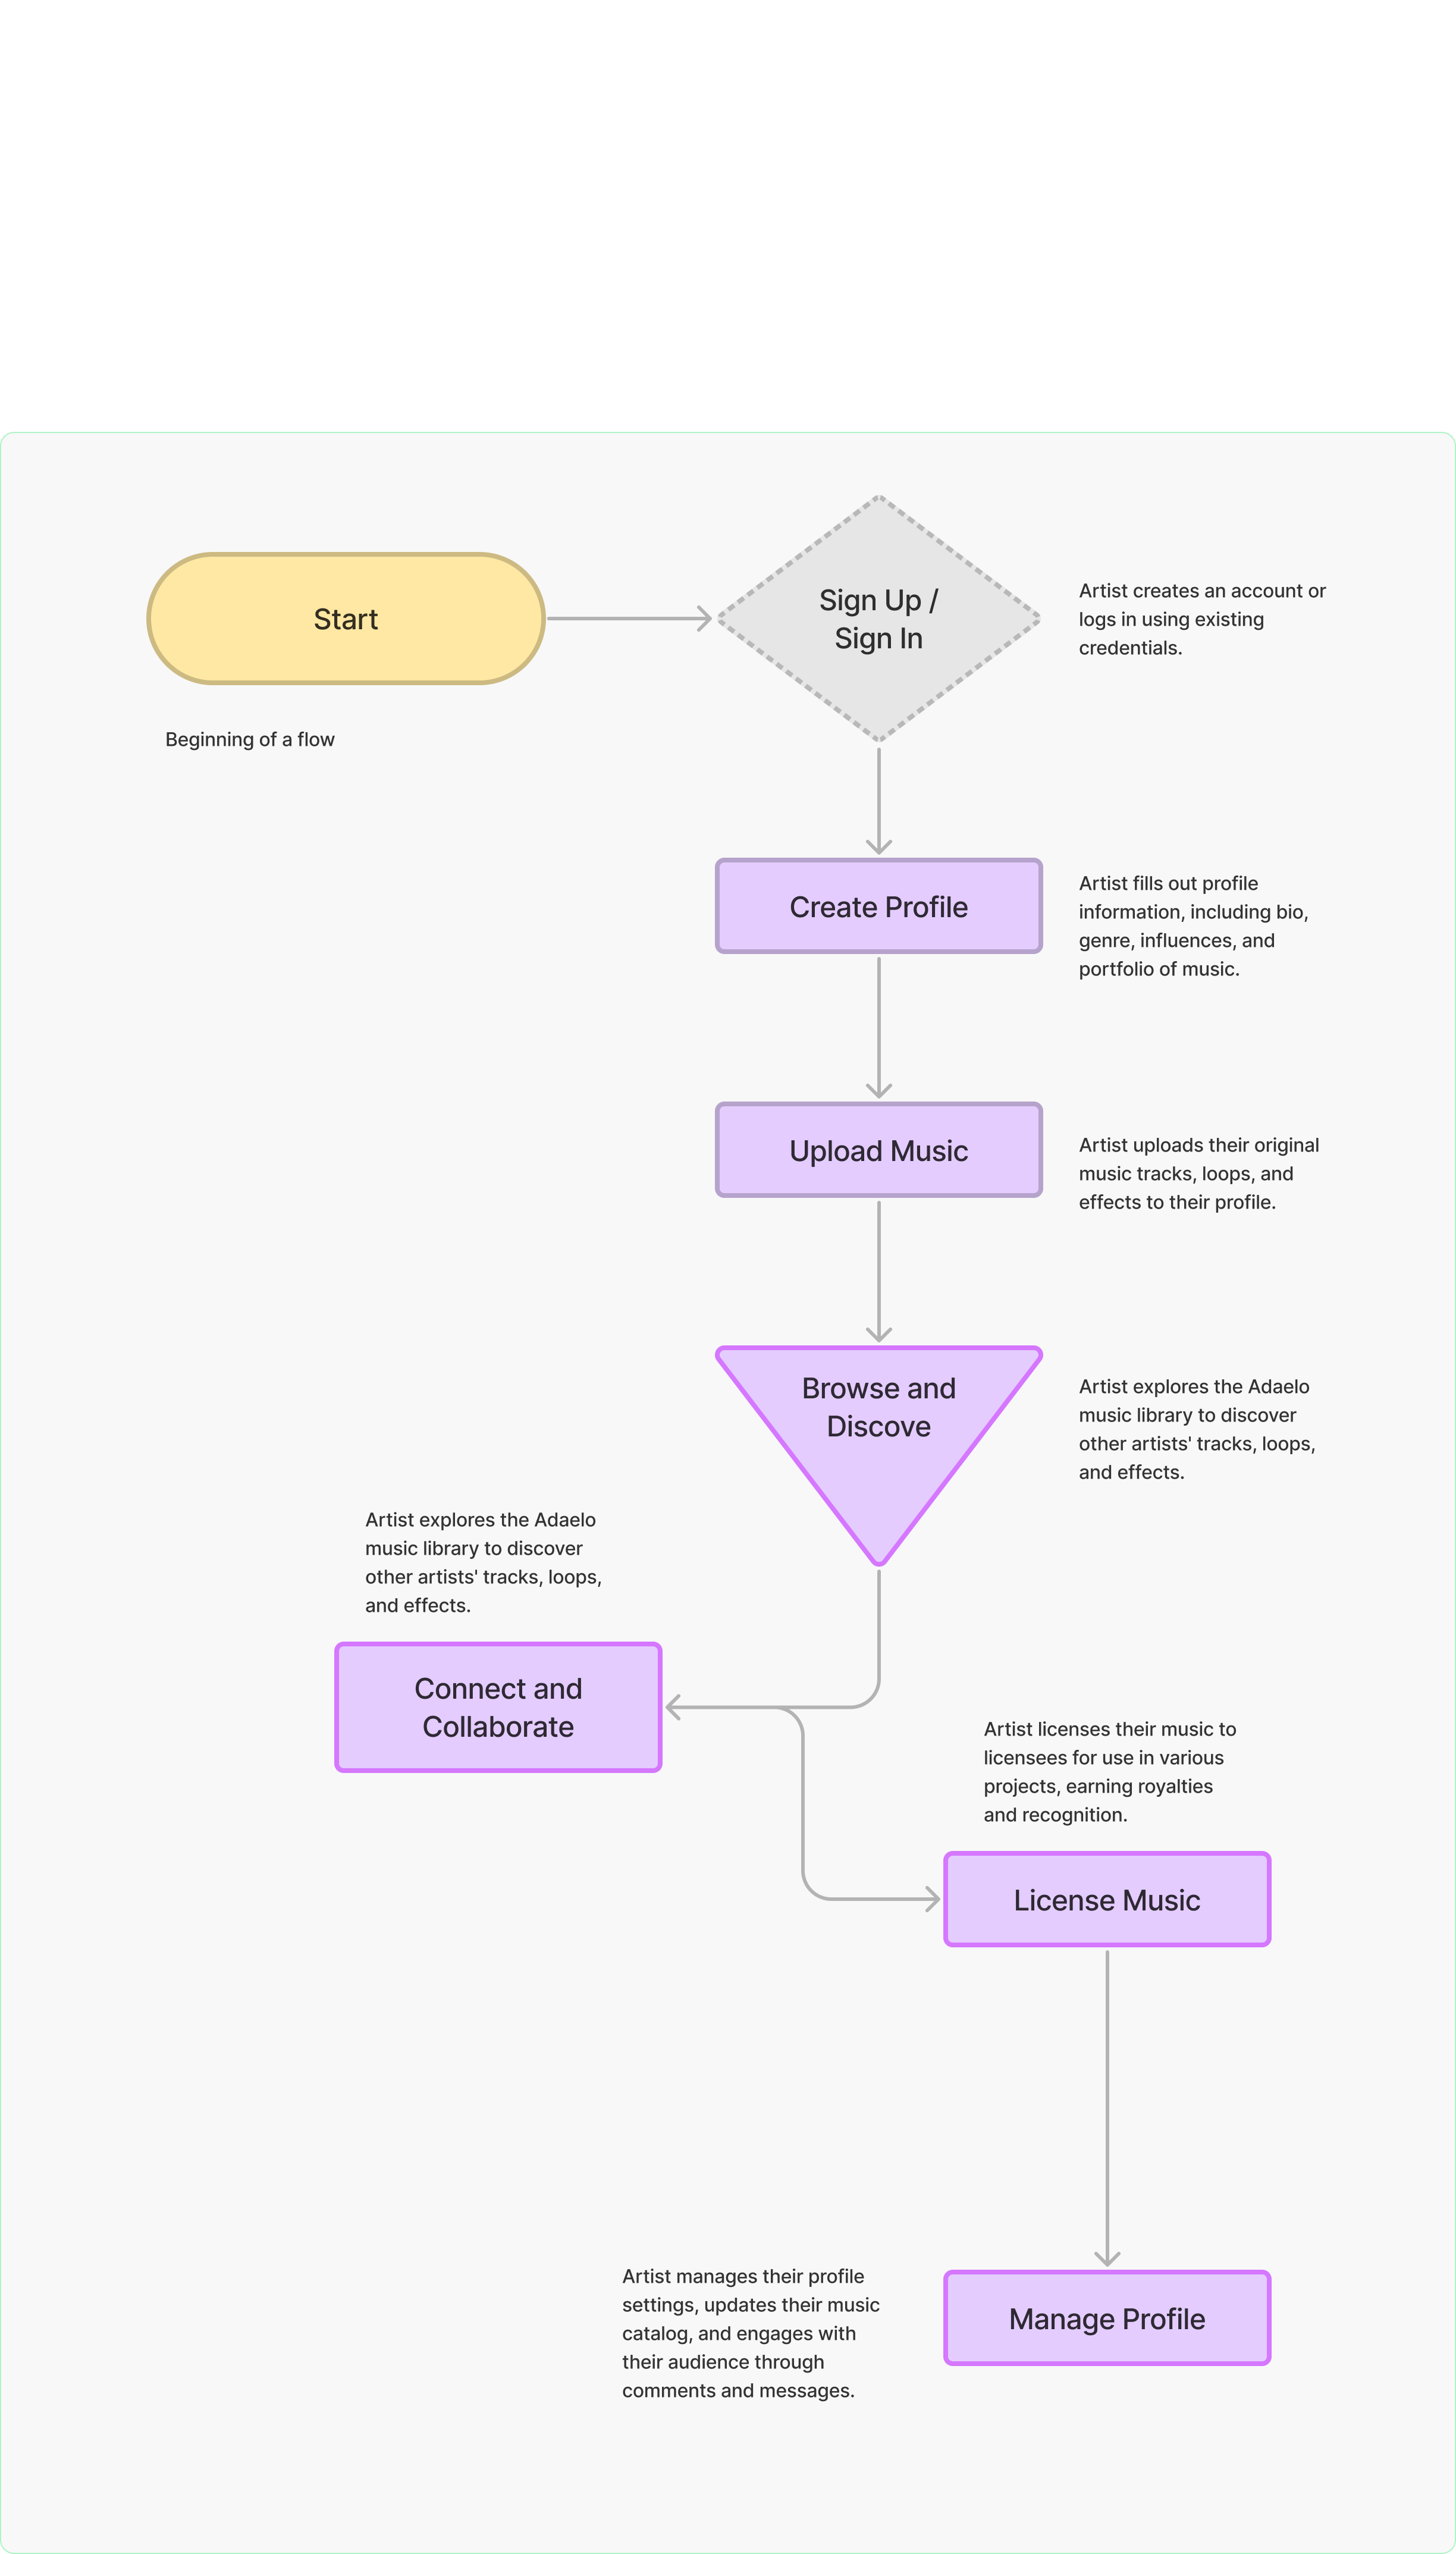 Start
Beginning of a flow
Sign Up /
Sign In
Artist creates an account or
logs in using existing
credentials.
Create Profile
Artist fills out profile
information, including bio,
genre, influences, and
portfolio of music.
Upload Music
Artist uploads their original
music tracks, loops, and
effects to their profile.
Browse and
Discove
Artist explores the Adaelo
music library to discover
other artists' tracks, loops,
and effects.
Artist explores the Adaelo
music library to discover
other artists' tracks, loops,
and effects.
Connect and
Collaborate
Artist licenses their music to
licensees for use in various
projects, earning royalties
and recognition.
License Music
Artist manages their profile
settings, updates their music
catalog, and engages with
their audience through
comments and messages.
Manage Profile